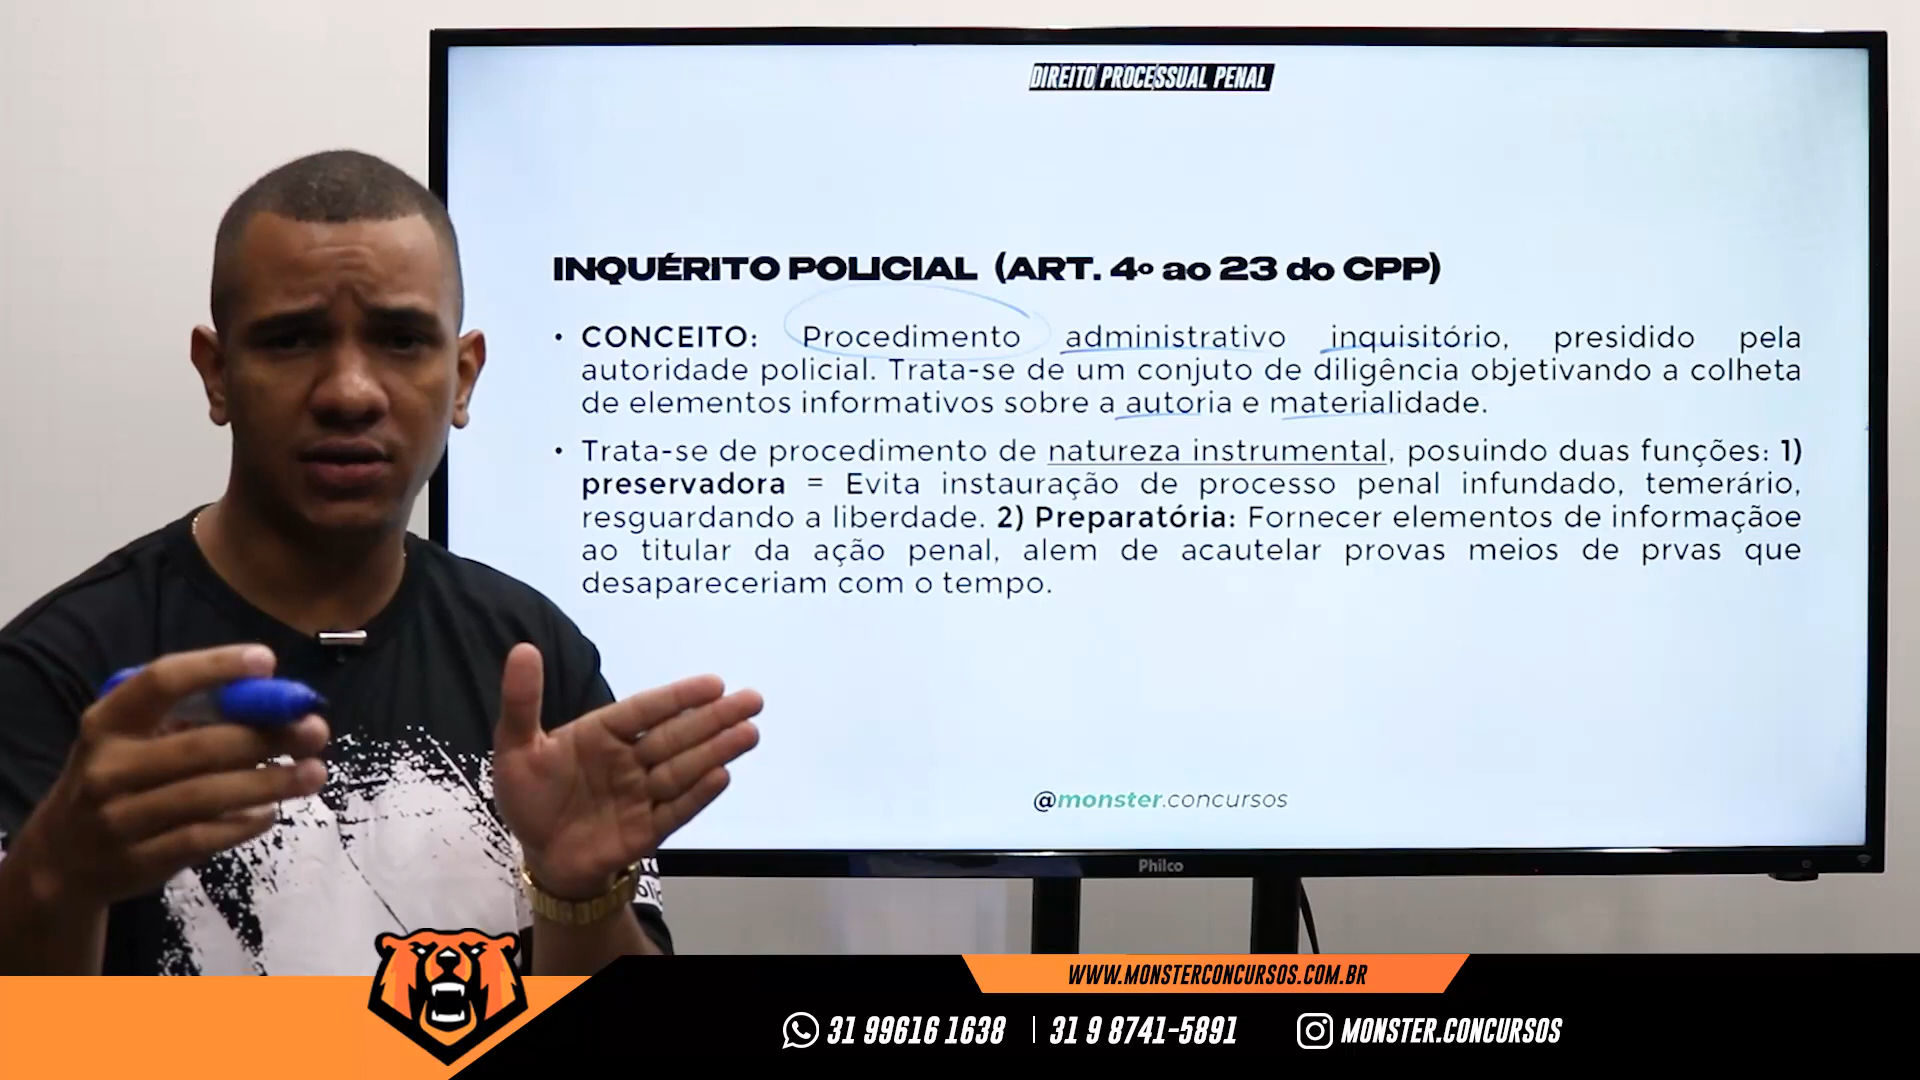 DIREITO PROCESSUAL PENAL
INQUÉRITO POLICIAL (ART. 4º ao 23 do CPP)
• CONCEITO: Procedimento administrativo inquisitório, presidido pela
autoridade policial. Trata-se de um conjuto de diligência objetivando a colheta
de elementos informativos sobre a autoria e materialidade.
• Trata-se de procedimento de natureza instrumental, posuindo duas funções: 1)
preservadora = Evita instauração de processo penal infundado, temerário,
resguardando a liberdade. 2) Preparatória: Fornecer elementos de informaçãoe
ao titular da ação penal, alem de acautelar provas meios de prvas que
desapareceriam com o tempo.
@monster.concursos
Philco
WWW.MONSTERCONCURSOS.COM.BR
31 99616 1638 | 31 9 8741-5891 MONSTER.CONCURSOS